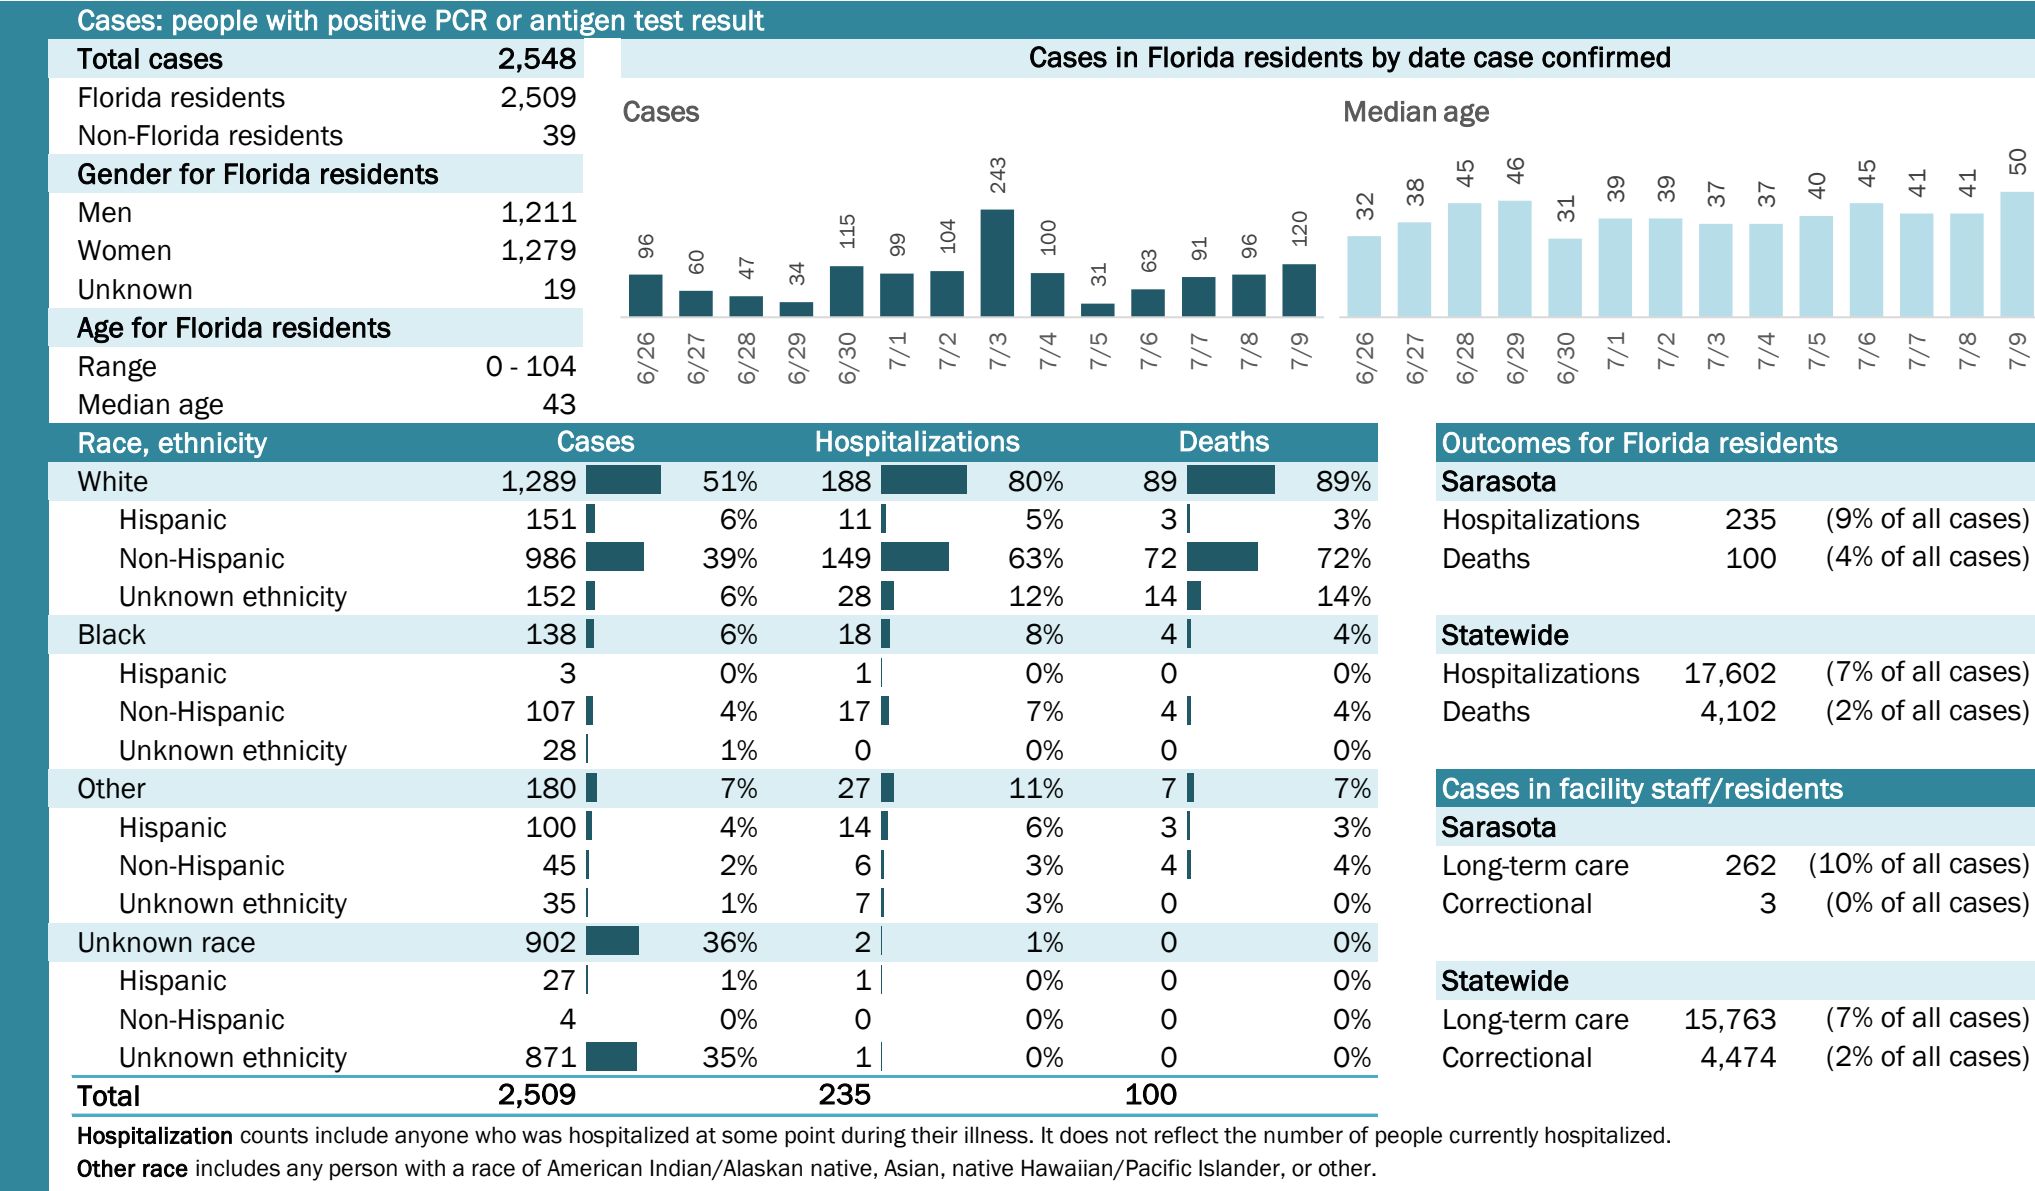 Cases: people with positive PCR or antigen test result
Total cases 2,548
Florida residents 2,509
Non-Florida residents 39
Gender for Florida residents
Men 1,211
Women 1,279
Unknown 19
Age for Florida residents
Range 0 - 104
Median age 43
Cases in Florida residents by date case confirmed
Cases
96 60 47 34 115 99 104 243 100 31 63 91 96 120
6/26 6/27 6/28 6/29 6/30 7/1 7/2 7/3 7/4 7/5 7/6 7/7 7/8 7/9
Median age
32 38 45 46 31 39 39 37 37 40 45 41 41 50
6/26 6/27 6/28 6/29 6/30 7/1 7/2 7/3 7/4 7/5 7/6 7/7 7/8 7/9
Race, ethnicity Cases Hospitalizations Deaths
White 1,289 51% 188 80% 89 89%
Hispanic 151 6% 11 5% 3 3%
Non-Hispanic 986 39% 149 63% 72 72%
Unknown ethnicity 152 6% 28 12% 14 14%
Black 138 6% 18 8% 4 4%
Hispanic 3 0% 1 0% 0 0%
Non-Hispanic 107 4% 17 7% 4 4%
Unknown ethnicity 28 1% 0 0% 0 0%
Other 180 7% 27 11% 7 7%
Hispanic 100 4% 14 6% 3 3%
Non-Hispanic 45 2% 6 3% 4 4%
Unknown ethnicity 35 1% 7 3% 0 0%
Unknown race 902 36% 2 1% 0 0%
Hispanic 27 1% 1 0% 0 0%
Non-Hispanic 4 0% 0 0% 0 0%
Unknown ethnicity 871 35% 1 0% 0 0%
Total 2,509 235 100
Outcomes for Florida residents
Sarasota
Hospitalizations 235 (9% of all cases)
Deaths 100 (4% of all cases)
Statewide
Hospitalizations 17,602 (7% of all cases)
Deaths 4,102 (2% of all cases)
Cases in facility staff/residents
Sarasota
Long-term care 262 (10% of all cases)
Correctional 3 (0% of all cases)
Statewide
Long-term care 15,763 (7% of all cases)
Correctional 4,474 (2% of all cases)
Hospitalization counts include anyone who was hospitalized at some point during their illness. It does not reflect the number of people currently hospitalized.
Other race includes any person with a race of American Indian/Alaskan native, Asian, native Hawaiian/Pacific Islander, or other.